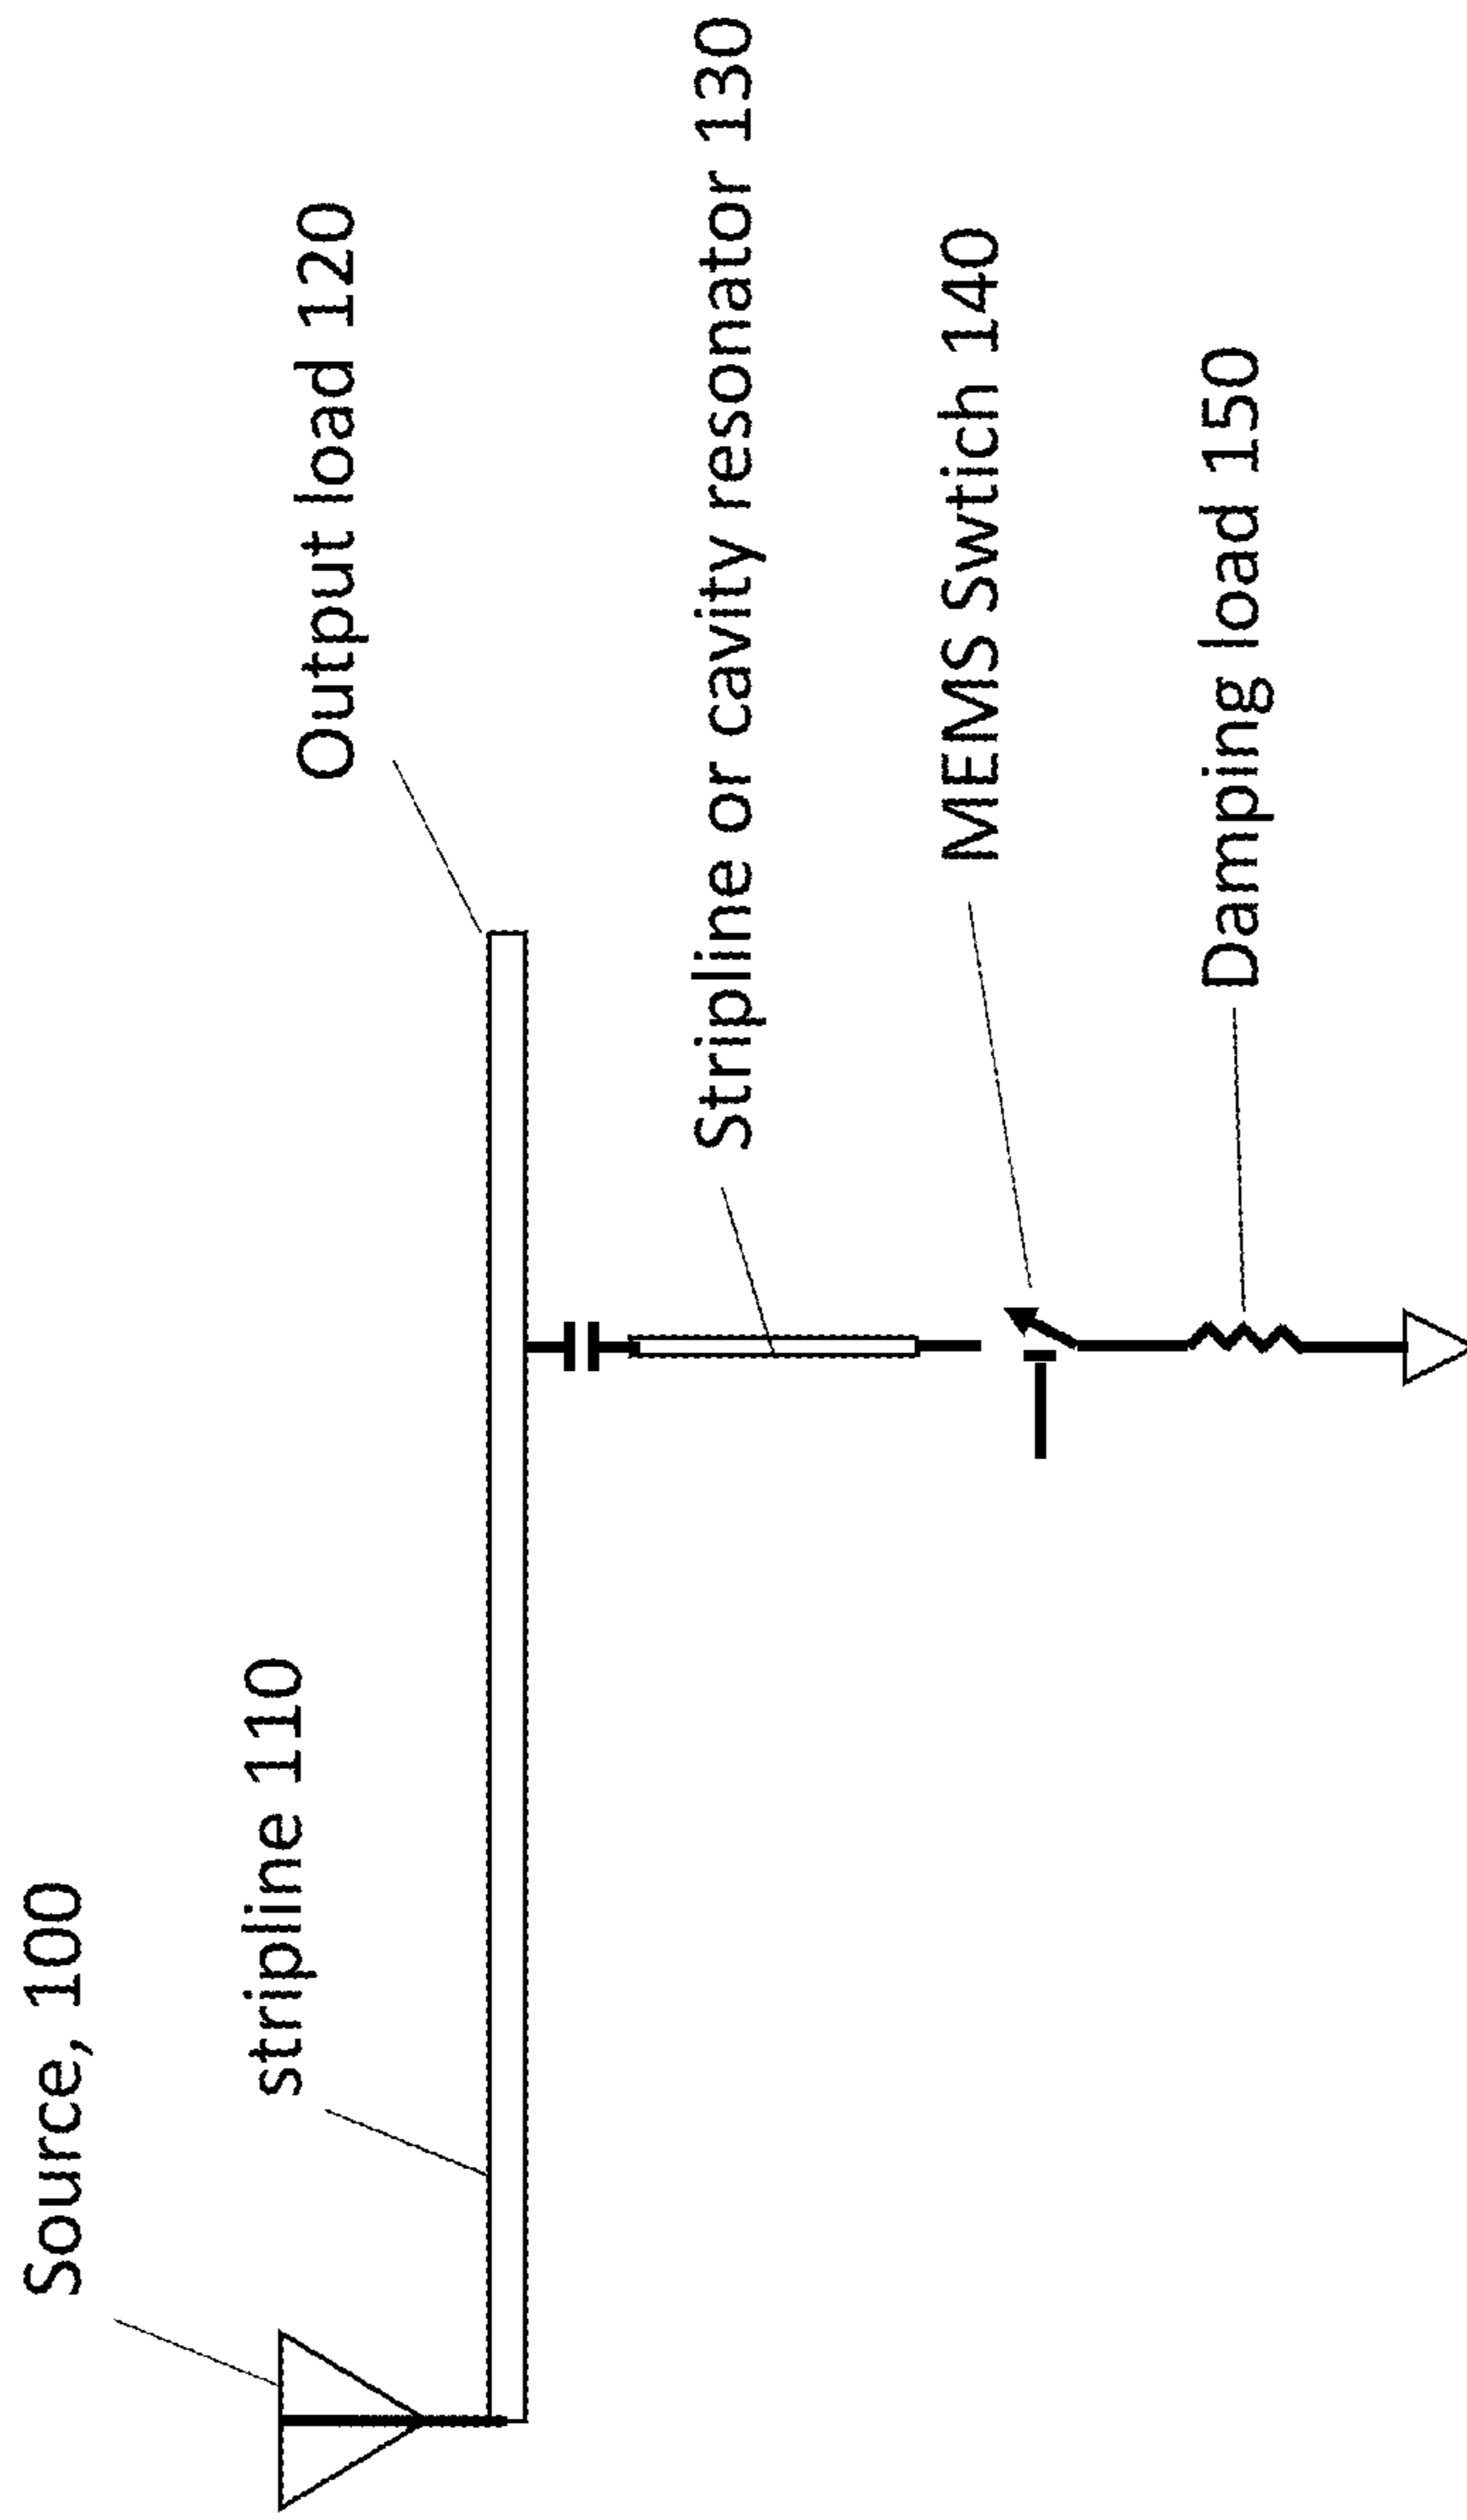 Source, 100
stripline 110
Output load 120
Stripline or cavity resonator 130
MEMS Swtich 140
Damping load 150